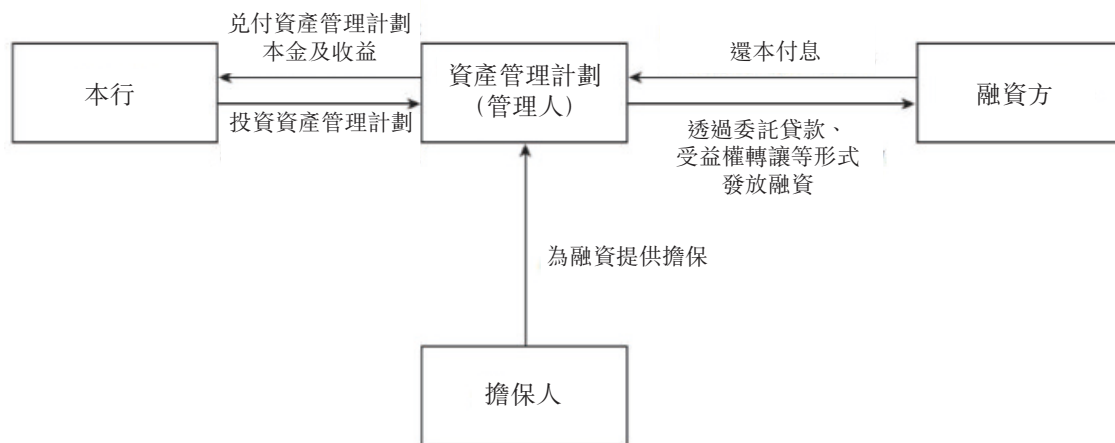 兑付資產管理計劃
本金及收益
本行
投資資產管理計劃
資產管理計劃
（管理人）
還本付息
融資方
透過委託貸款、
受益權轉讓等形式
發放融資
為融資提供擔保
擔保人